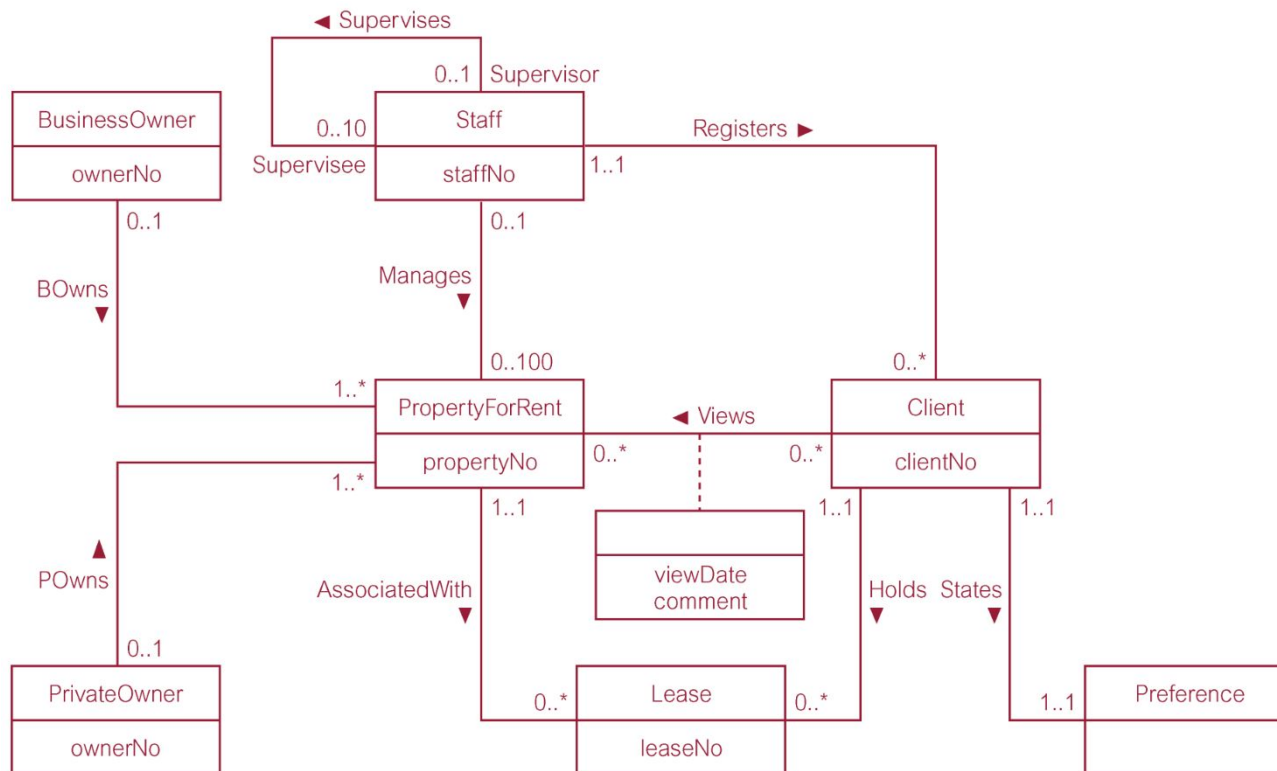 ◄ Supervises
0..1 Supervisor
BusinessOwner
ownerNo
0..1
0..10
Supervisee
Staff
staffNo
Registers ►
1..1
0..1
BOwns
▼
Manages
▼
0..100
1..*
0..*
PropertyForRent
propertyNo
◄ Views
0..*
0..*
Client
clientNo
1..*
1..1
1..1
1..1
viewDate
comment
▲
POwns
AssociatedWith
▼
Holds
▼
States
▼
0..1
PrivateOwner
ownerNo
0..*
Lease
leaseNo
0..*
1..1
Preference